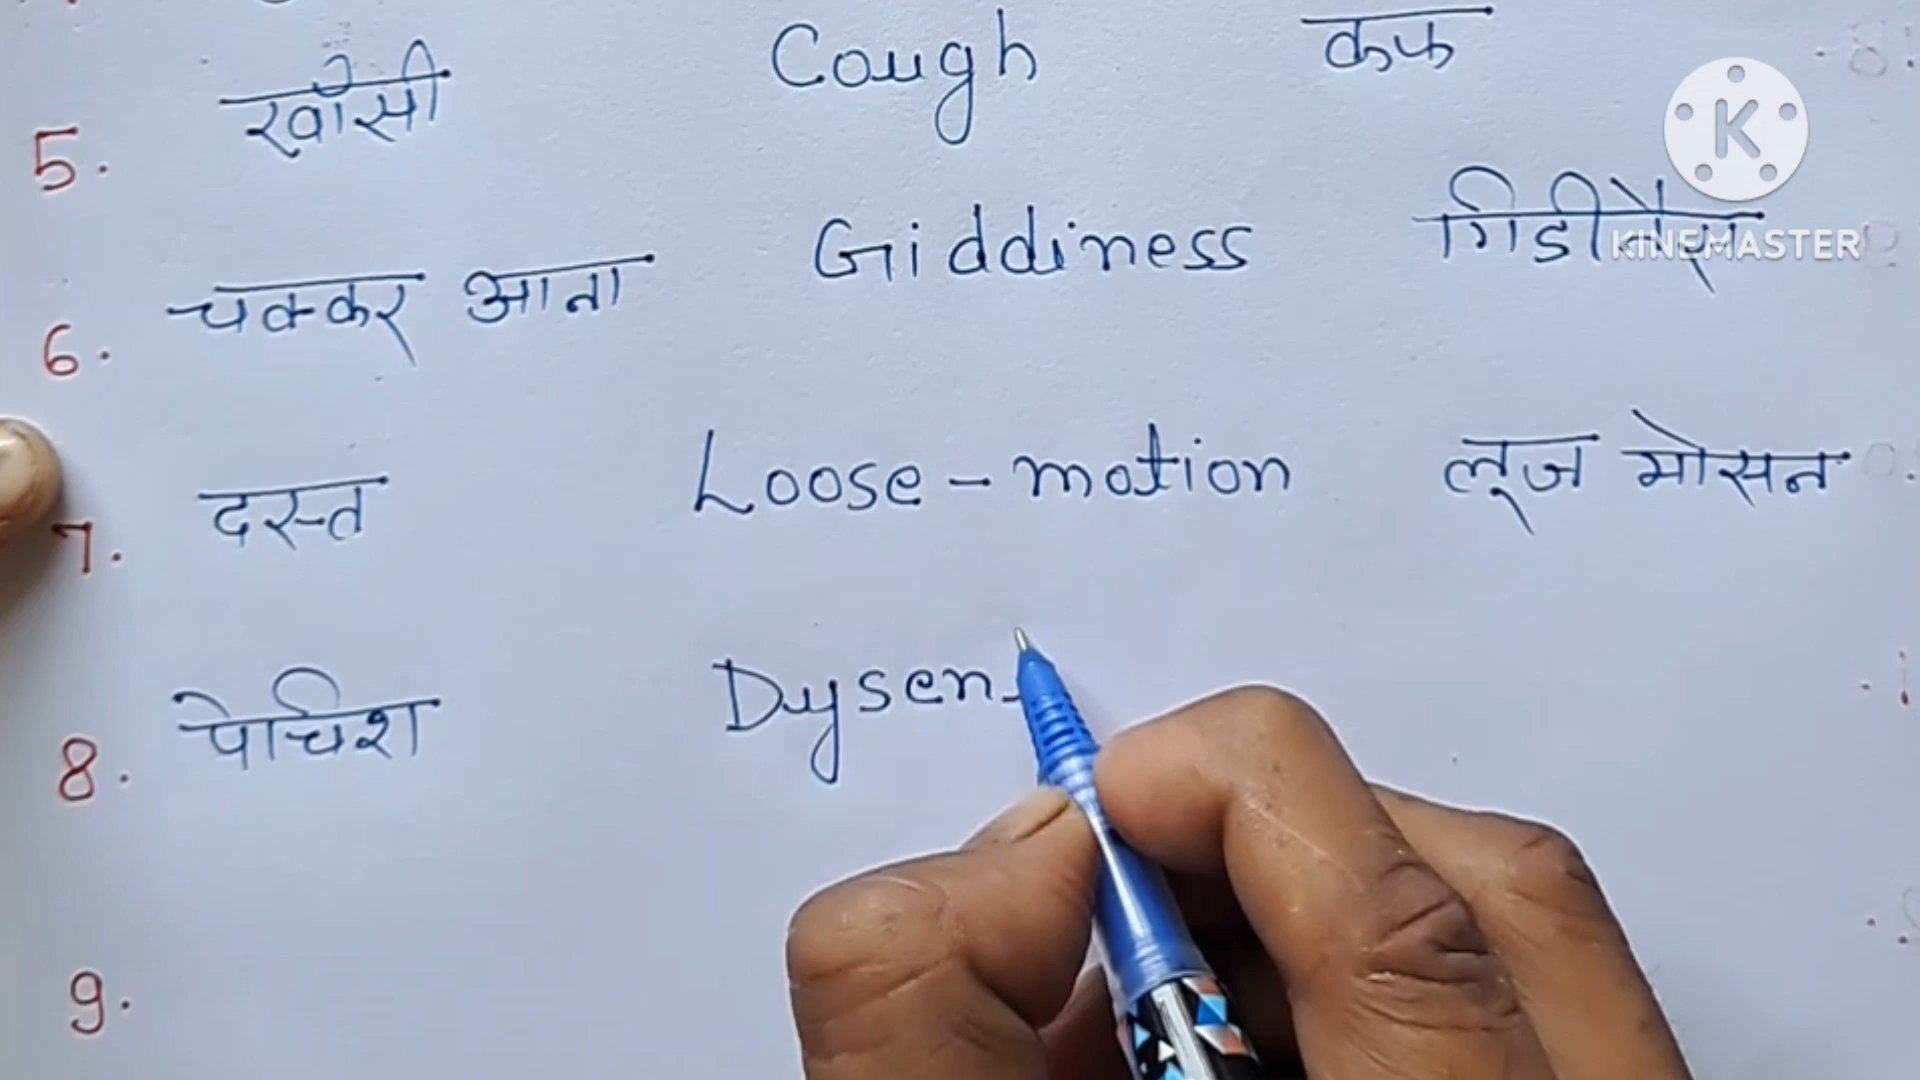 5. खाँसी Cough कफ
6. चक्कर आना Giddiness
7. दस्त Loose-motion लूज मोसन
8. पेचिश Dysen
9.
K
KINEMASTER